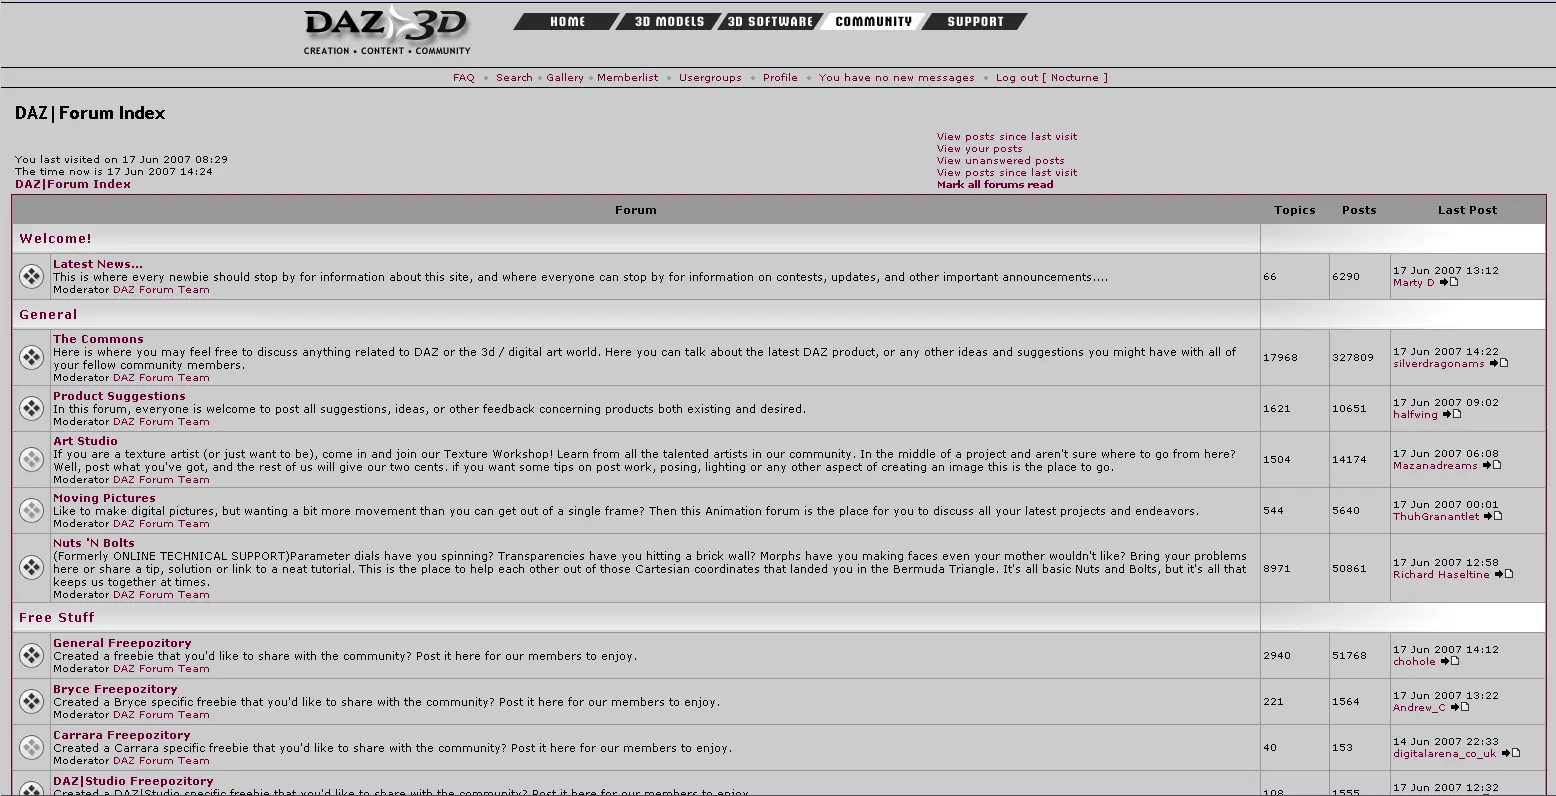 DAZ 3D
CREATION • CONTENT • COMMUNITY
HOME
3D MODELS
3D SOFTWARE
COMMUNITY
SUPPORT
FAQ • Search • Gallery • Memberlist • Usergroups • Profile • You have no new messages • Log out [ Nocturne ]
DAZ|Forum Index
View posts since last visit
View your posts
You last visited on 17 Jun 2007 08:29
View unanswered posts
The time now is 17 Jun 2007 14:24
View posts since last visit
DAZ|Forum Index
Mark all forums read
Forum Topics Posts Last Post
Welcome!
Latest News...
This is where every newbie should stop by for information about this site, and where everyone can stop by for information on contests, updates, and other important announcements....
Moderator DAZ Forum Team
66
6290
17 Jun 2007 13:12
Marty D
General
The Commons
Here is where you may feel free to discuss anything related to DAZ or the 3d / digital art world. Here you can talk about the latest DAZ product, or any other ideas and suggestions you might have with all of
your fellow community members.
Moderator DAZ Forum Team
17968
327809
17 Jun 2007 14:22
silverdragonams
Product Suggestions
In this forum, everyone is welcome to post all suggestions, ideas, or other feedback concerning products both existing and desired.
Moderator DAZ Forum Team
1621
10651
17 Jun 2007 09:02
halfwing
Art Studio
If you are a texture artist (or just want to be), come in and join our Texture Workshop! Learn from all the talented artists in our community. In the middle of a project and aren't sure where to go from here?
Well, post what you've got, and the rest of us will give our two cents. if you want some tips on post work, posing, lighting or any other aspect of creating an image this is the place to go.
Moderator DAZ Forum Team
1504
14174
17 Jun 2007 06:08
Mazanadreams
Moving Pictures
Like to make digital pictures, but wanting a bit more movement than you can get out of a single frame? Then this Animation forum is the place for you to discuss all your latest projects and endeavors.
Moderator DAZ Forum Team
544
5640
17 Jun 2007 00:01
ThuhGranantlet
Nuts 'N Bolts
(Formerly ONLINE TECHNICAL SUPPORT)Parameter dials have you spinning? Transparencies have you hitting a brick wall? Morphs have you making faces even your mother wouldn't like? Bring your problems
here or share a tip, solution or link to a neat tutorial. This is the place to help each other out of those Cartesian coordinates that landed you in the Bermuda Triangle. It's all basic Nuts and Bolts, but it's all that
keeps us together at times.
Moderator DAZ Forum Team
8971
50861
17 Jun 2007 12:58
Richard Haseltine
Free Stuff
General Freepozitory
Created a freebie that you'd like to share with the community? Post it here for our members to enjoy.
Moderator DAZ Forum Team
2940
51768
17 Jun 2007 14:12
chohole
Bryce Freepozitory
Created a Bryce specific freebie that you'd like to share with the community? Post it here for our members to enjoy.
Moderator DAZ Forum Team
221
1564
17 Jun 2007 13:22
Andrew_C
Carrara Freepozitory
Created a Carrara specific freebie that you'd like to share with the community? Post it here for our members to enjoy.
Moderator DAZ Forum Team
40
153
14 Jun 2007 22:33
digitalarena_co_uk
DAZ|Studio Freepozitory
Created a DAZ|Studio specific freebie that you'd like to share with the community? Post it here for our members to enjoy.
108
1555
17 Jun 2007 12:32